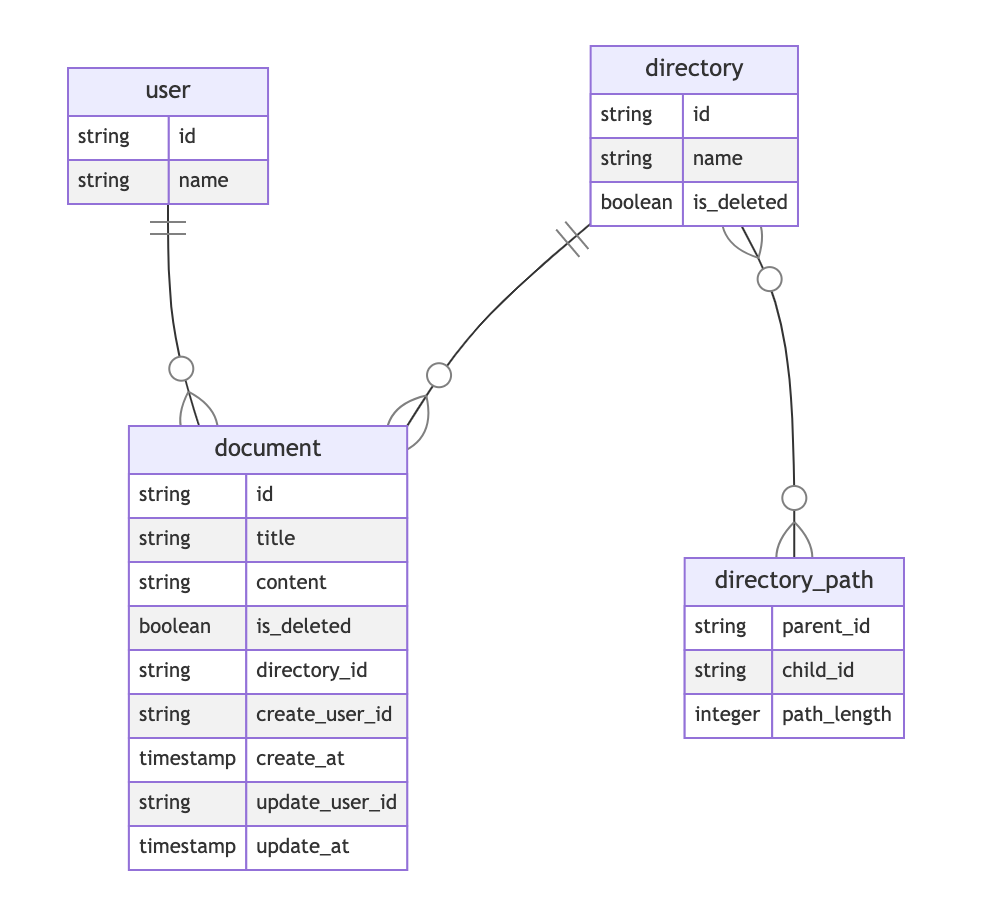 user
string id
string name
directory
string id
string name
boolean is_deleted
document
string id
string title
string content
boolean is_deleted
string directory_id
string create_user_id
timestamp create_at
string update_user_id
timestamp update_at
directory_path
string parent_id
string child_id
integer path_length